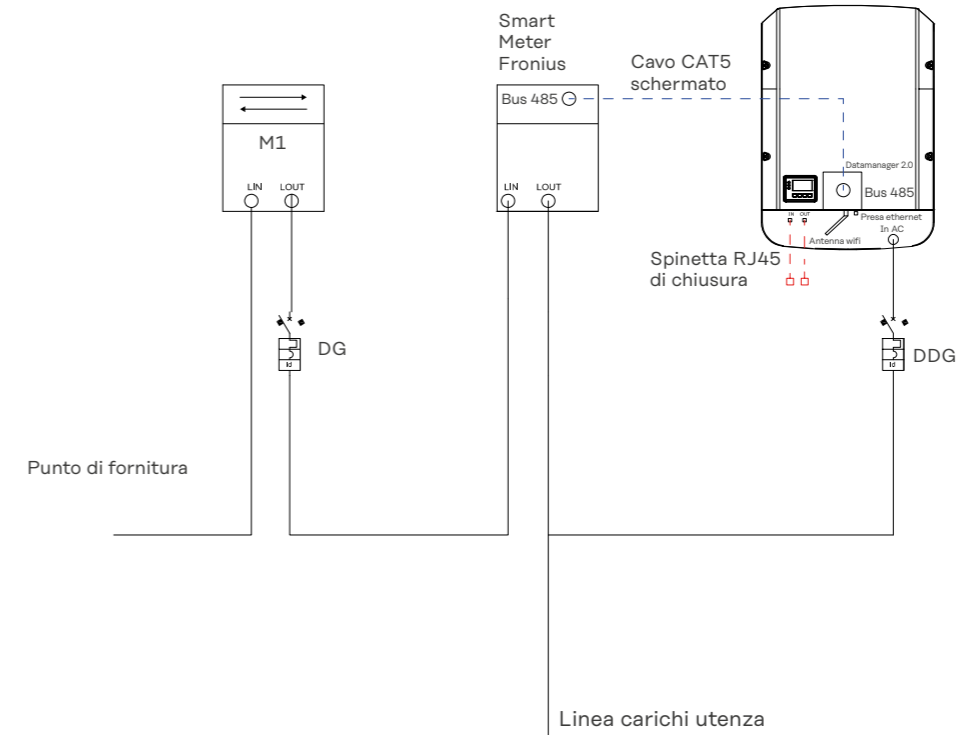 Smart
Meter
Fronius
Cavo CAT5
schermato
Bus 485
M1
Datamanager 2.0
Bus 485
LIN
LOUT
LIN
LOUT
IN
OUT
Presa ethernet
In AC
Antenna wifi
Spinetta RJ45
di chiusura
DG
Id
DDG
Id
Punto di fornitura
Linea carichi utenza